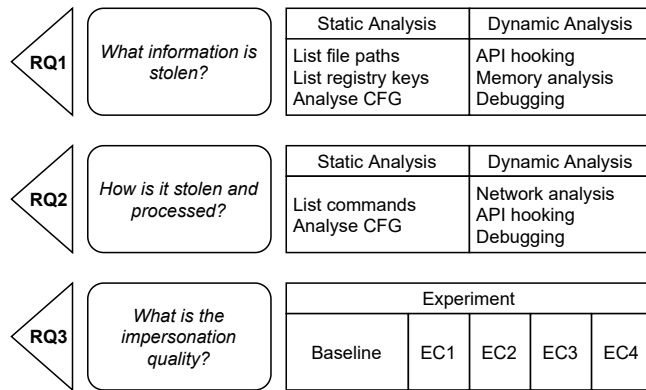 RQ1
What information is
stolen?
Static Analysis
Dynamic Analysis
List file paths
List registry keys
Analyse CFG
API hooking
Memory analysis
Debugging
RQ2
How is it stolen and
processed?
Static Analysis
Dynamic Analysis
List commands
Analyse CFG
Network analysis
API hooking
Debugging
RQ3
What is the
impersonation
quality?
Experiment
Baseline
EC1
EC2
EC3
EC4